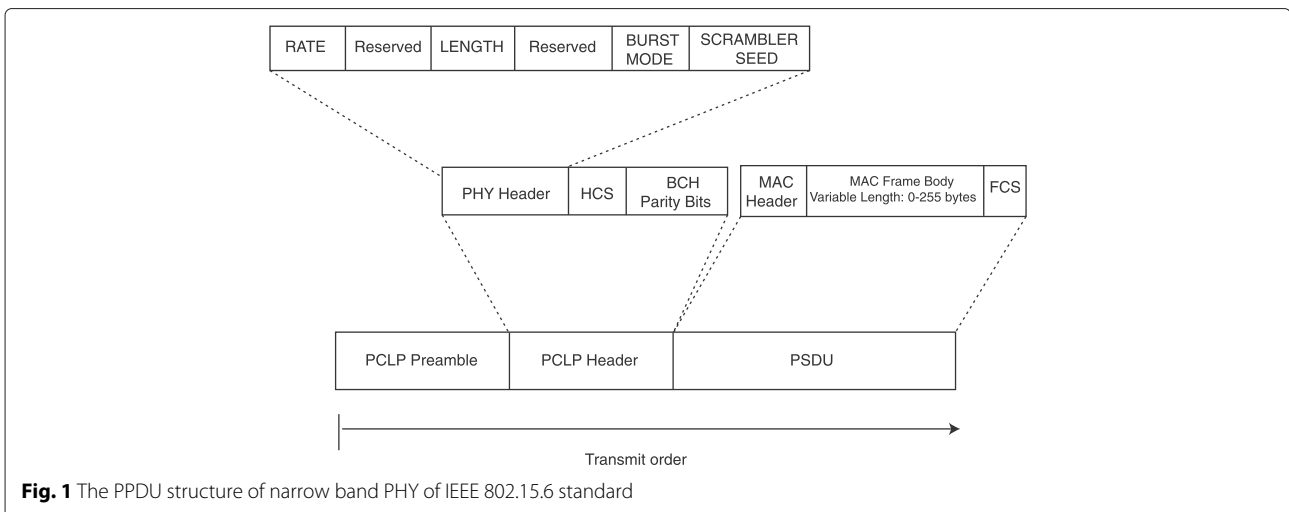 RATE
Reserved
LENGTH
Reserved
BURST
MODE
SCRAMBLER
SEED
PHY Header
HCS
BCH
Parity Bits
MAC
Header
MAC Frame Body
Variable Length: 0-255 bytes
FCS
PCLP Preamble
PCLP Header
PSDU
Transmit order
Fig. 1 The PPDU structure of narrow band PHY of IEEE 802.15.6 standard